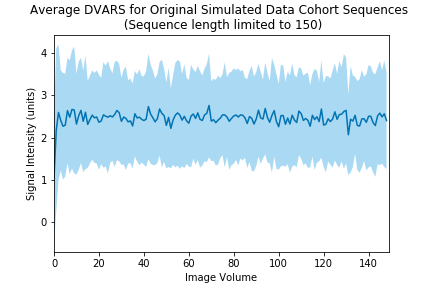 Average DVARS for Original Simulated Data Cohort Sequences
(Sequence length limited to 150)
Signal Intensity (units)
4
3
2
1
0
0 20 40 60 80 100 120 140
Image Volume